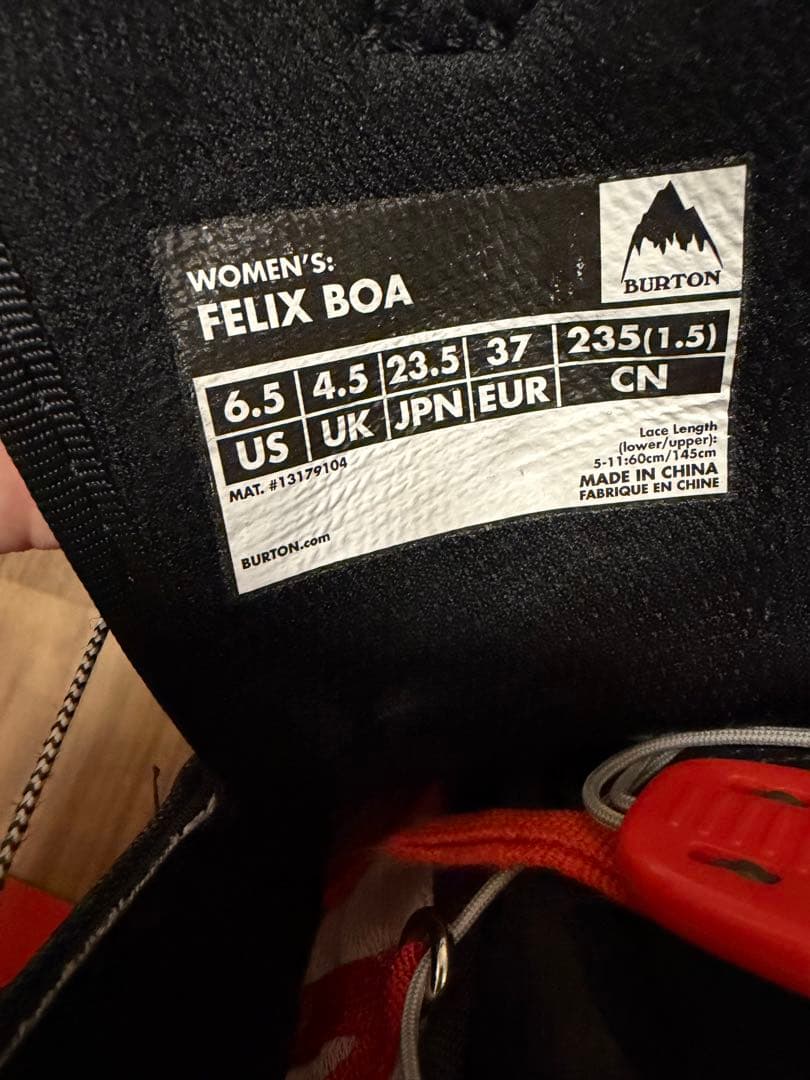 BURTON
WOMEN'S:
FELIX BOA
6.5 4.5 23.5 37 235(1.5)
US UK JPN EUR CN
MAT. #13179104
Lace Length
(lower/upper):
5-11:60cm/145cm
MADE IN CHINA
FABRIQUE EN CHINE
BURTON.com